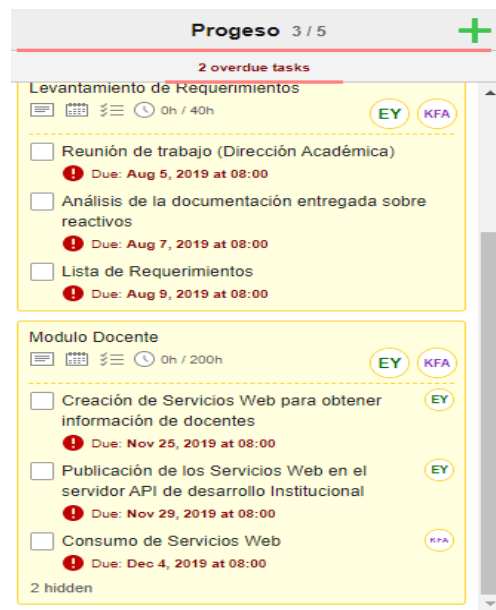 Progeso 3 / 5
2 overdue tasks
Levantamiento de Requerimientos
0h / 40h
EY KFA
Reunión de trabajo (Dirección Académica)
Due: Aug 5, 2019 at 08:00
Análisis de la documentación entregada sobre
reactivos
Due: Aug 7, 2019 at 08:00
Lista de Requerimientos
Due: Aug 9, 2019 at 08:00
Modulo Docente
0h / 200h
EY KFA
Creación de Servicios Web para obtener EY
información de docentes
Due: Nov 25, 2019 at 08:00
Publicación de los Servicios Web en el EY
servidor API de desarrollo Institucional
Due: Nov 29, 2019 at 08:00
Consumo de Servicios Web KFA
Due: Dec 4, 2019 at 08:00
2 hidden